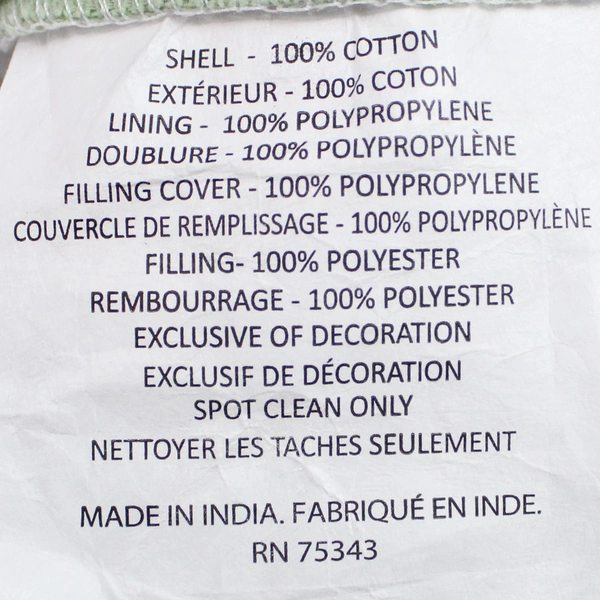 SHELL - 100% COTTON
EXTÉRIEUR - 100% COTON
LINING - 100% POLYPROPYLENE
DOUBLURE - 100% POLYPROPYLÈNE
FILLING COVER - 100% POLYPROPYLENE
COUVERCLE DE REMPLISSAGE - 100% POLYPROPYLÈNE
FILLING- 100% POLYESTER
REMBOURRAGE - 100% POLYESTER
EXCLUSIVE OF DECORATION
EXCLUSIF DE DÉCORATION
SPOT CLEAN ONLY
NETTOYER LES TACHES SEULEMENT
MADE IN INDIA. FABRIQUÉ EN INDE.
RN 75343